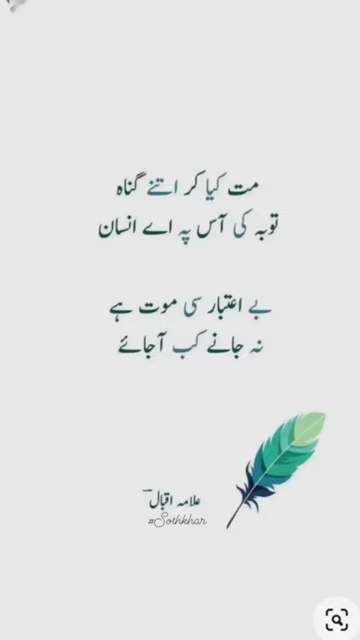 مت کیا کر اتنے گناہ
توبہ کی آس پہ اے انسان
بے اعتبار سی موت ہے
نہ جانے کب آجائے
علامہ اقبالؒ
#Sothkhar